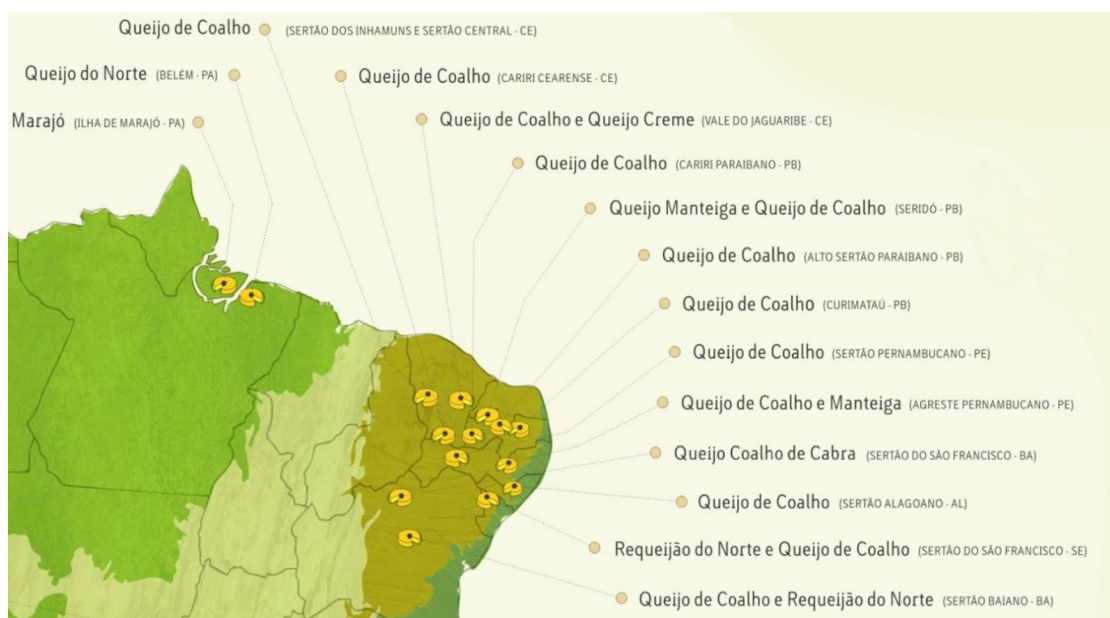 Queijo de Coalho (SERTÃO DOS INHAMUNS E SERTÃO CENTRAL - CE)
Queijo do Norte (BELÉM - PA)
Queijo de Coalho (CARIRI CEARENSE - CE)
Marajó (ILHA DE MARAJÓ - PA)
Queijo de Coalho e Queijo Creme (VALE DO JAGUARIBE - CE)
Queijo de Coalho (CARIRI PARAIBANO - PB)
Queijo Manteiga e Queijo de Coalho (SERIDÓ - PB)
Queijo de Coalho (ALTO SERTÃO PARAIBANO - PB)
Queijo de Coalho (CURIMATAÚ - PB)
Queijo de Coalho (SERTÃO PERNAMBUCANO - PE)
Queijo de Coalho e Manteiga (AGRESTE PERNAMBUCANO - PE)
Queijo Coalho de Cabra (SERTÃO DO SÃO FRANCISCO - BA)
Queijo de Coalho (SERTÃO ALAGOANO - AL)
Requeijão do Norte e Queijo de Coalho (SERTÃO DO SÃO FRANCISCO - SE)
Queijo de Coalho e Requeijão do Norte (SERTÃO BAIANO - BA)